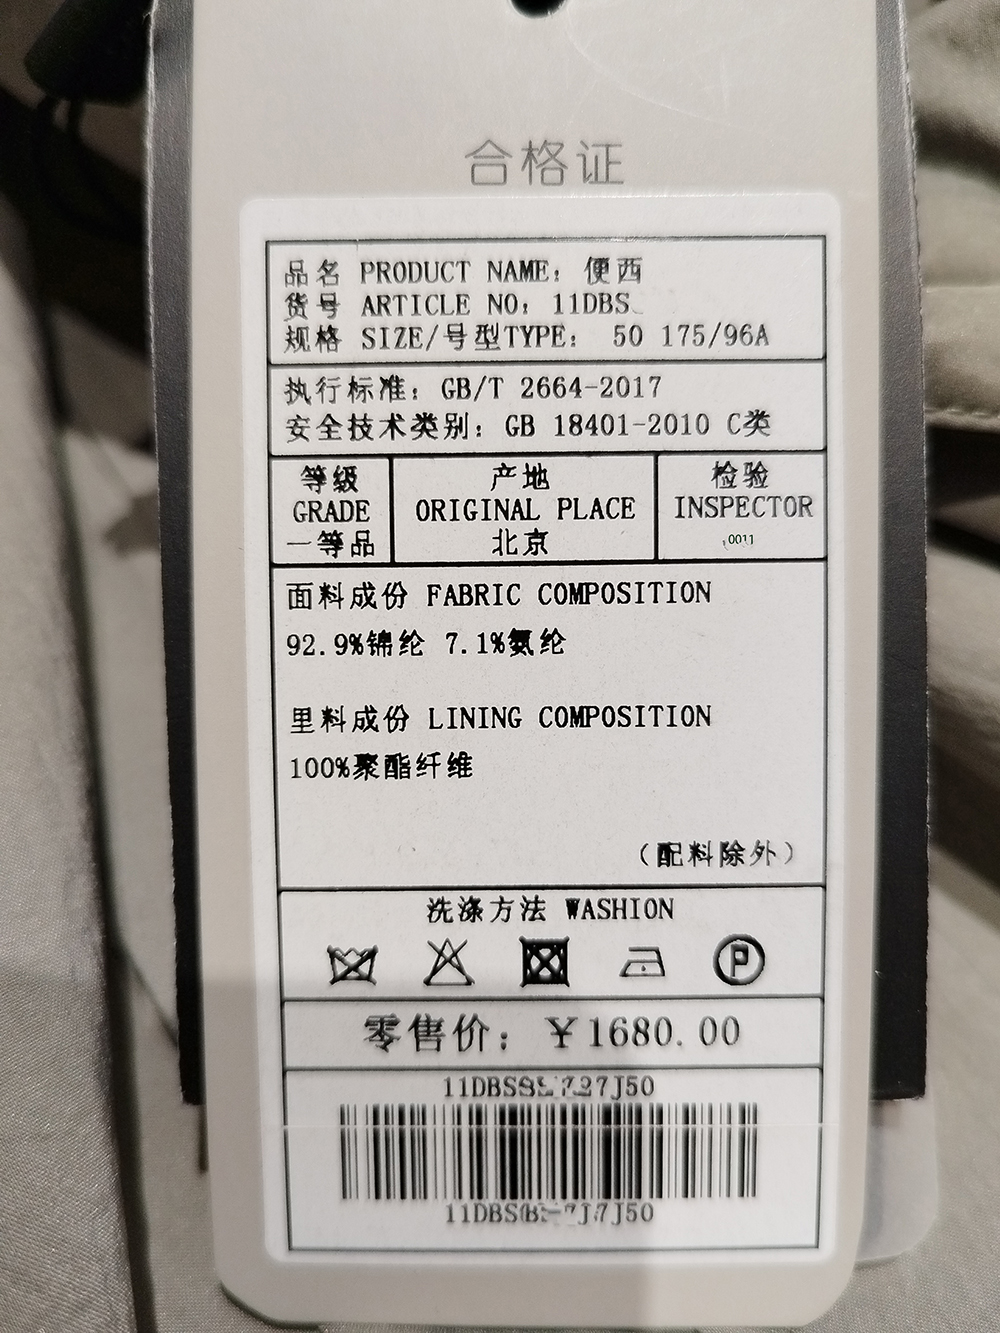 合格证
品名 PRODUCT NAME: 便西
货号 ARTICLE NO: 11DBS
规格 SIZE/号型TYPE: 50 175/96A
执行标准: GB/T 2664-2017
安全技术类别: GB 18401-2010 C类
等级
GRADE
一等品
产地
ORIGINAL PLACE
北京
检验
INSPECTOR
0011
面料成份 FABRIC COMPOSITION
92.9%锦纶 7.1%氨纶
里料成份 LINING COMPOSITION
100%聚酯纤维
(配料除外)
洗涤方法 WASHION
P
零售价: ¥1680.00